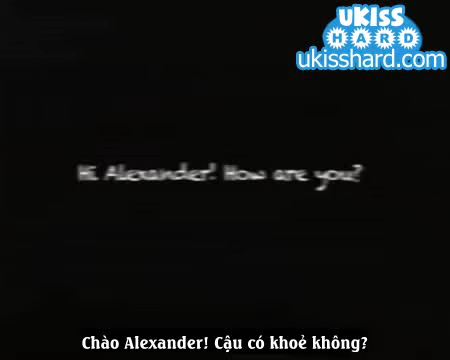 UKISS
HARD
ukisshard.com
Hi Alexander! How are you?
Chào Alexander! Cậu có khoẻ không?